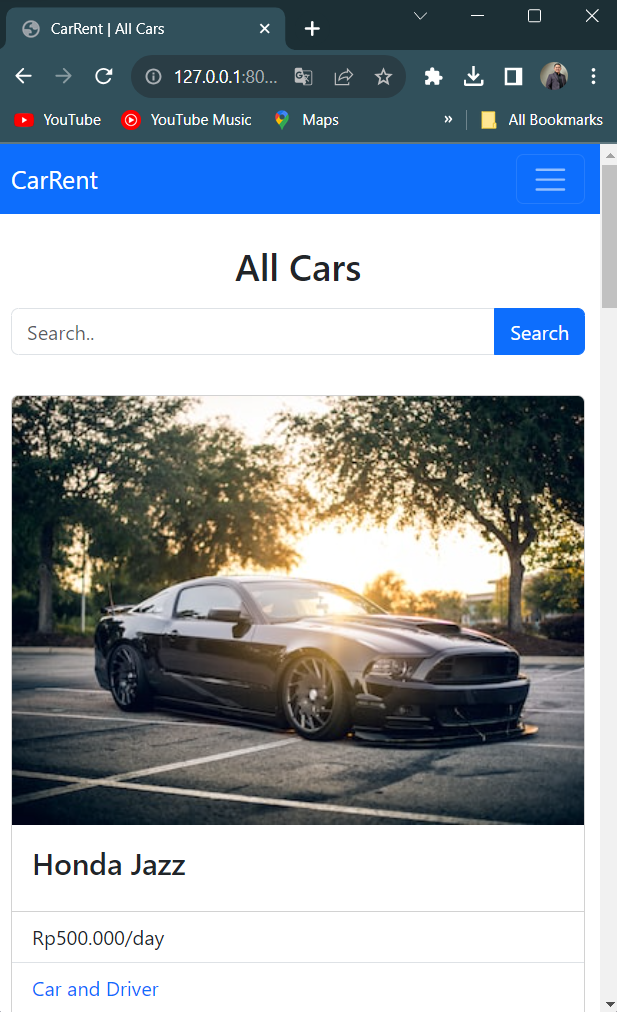 CarRent | All Cars
127.0.0.1:80...
YouTube
YouTube Music
Maps
»
All Bookmarks
CarRent
All Cars
Search..
Search
Honda Jazz
Rp500.000/day
Car and Driver